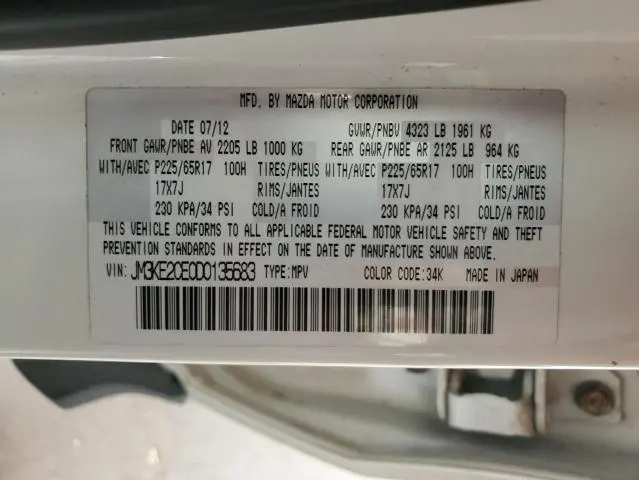 MFD. BY MAZDA MOTOR CORPORATION
DATE 07/12 GVWR/PNBV 4323 LB 1961 KG
FRONT GAWR/PNBE AV 2205 LB 1000 KG REAR GAWR/PNBE AR 2125 LB 964 KG
WITH/AVEC P225/65R17 100H TIRES/PNEUS WITH/AVEC P225/65R17 100H TIRES/PNEUS
17X7J RIMS/JANTES 17X7J RIMS/JANTES
230 KPA/34 PSI COLD/A FROID 230 KPA/34 PSI COLD/A FROID
THIS VEHICLE CONFORMS TO ALL APPLICABLE FEDERAL MOTOR VEHICLE SAFETY AND THEFT
PREVENTION STANDARDS IN EFFECT ON THE DATE OF MANUFACTURE SHOWN ABOVE.
VIN: JM3KE2CE0D0135683 TYPE: MPV COLOR CODE: 34K MADE IN JAPAN